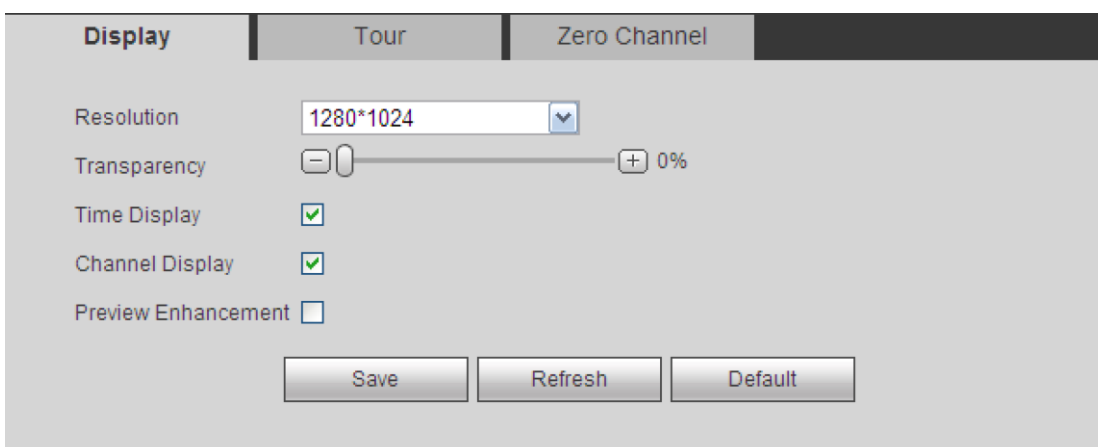 Display Tour Zero Channel
Resolution 1280*1024
Transparency 0%
Time Display
Channel Display
Preview Enhancement
Save Refresh Default